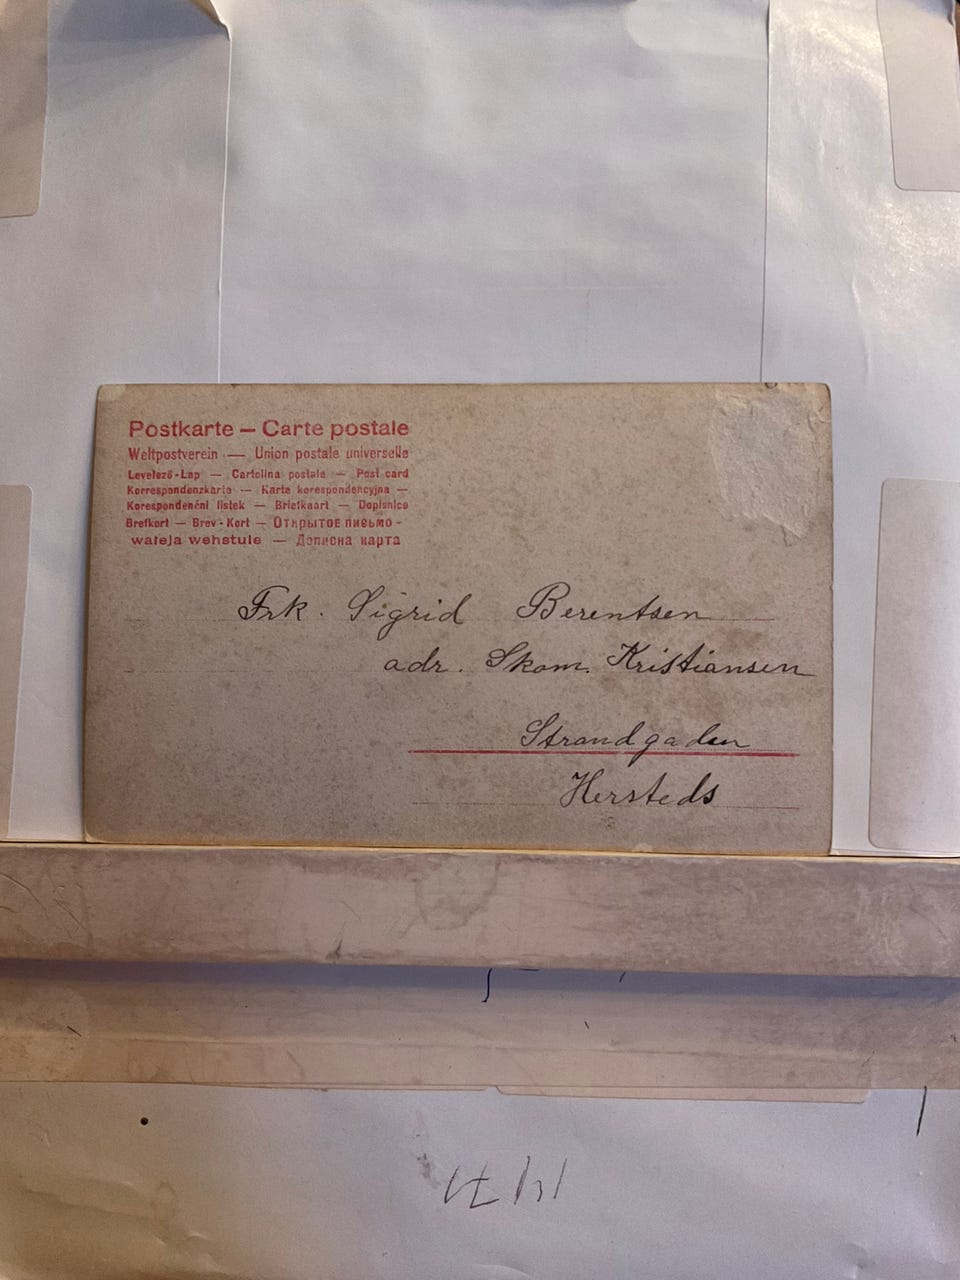 Postkarte — Carte postale
Weltpostverein — Union postale universelle
Levelező-Lap — Cartolina postale — Post card
Korrespondenzkarte — Karta korespondencyjna —
Korespondenční lístek — Briefkaart — Dopisnice
Brefkort — Brev-Kort — Открытое письмо -
wateja wehstule — Дописна карта
Frk. Sigrid Berentsen
adr. Skom. Kristiansen
Strandgaden
Hersteds